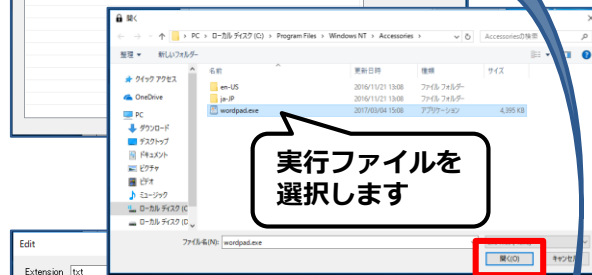 開く
PC › ローカル ディスク (C:) › Program Files › Windows NT › Accessories ›
Accessoriesの検索
整理 新しいフォルダー
名前 更新日時 種類 サイズ
クイック アクセス
OneDrive
PC
ダウンロード
デスクトップ
ドキュメント
ピクチャ
ビデオ
ミュージック
ローカル ディスク (C
ローカル ディスク (D
en-US 2016/11/21 13:08 ファイル フォルダー
ja-JP 2016/11/21 13:08 ファイル フォルダー
wordpad.exe 2017/03/04 15:08 アプリケーション 4,395 KB
実行ファイルを
選択します
ファイル名(N): wordpad.exe
開く(O) キャンセル
Edit
Extension txt